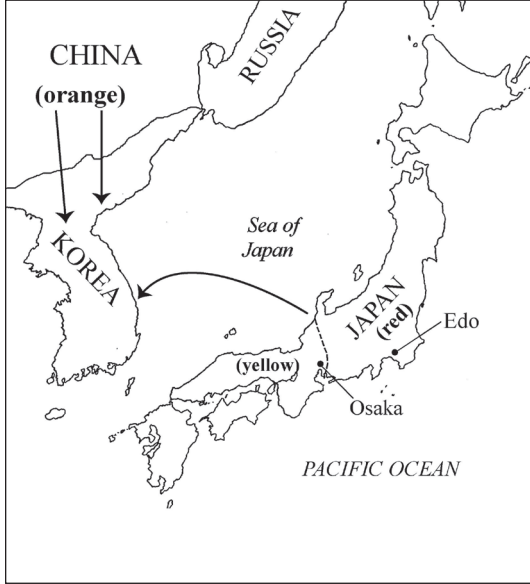 RUSSIA
CHINA
(orange)
KOREA
Sea of
Japan
JAPAN
(red)
Edo
(yellow)
Osaka
PACIFIC OCEAN